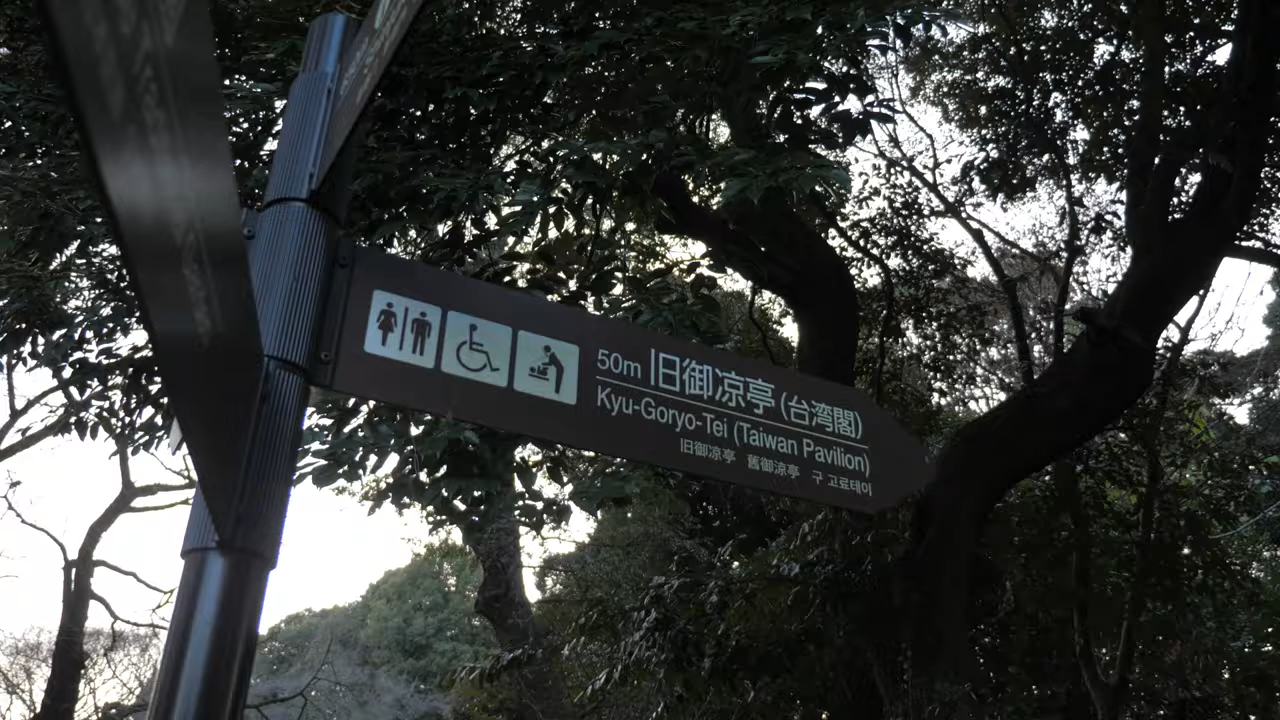 50m 旧御凉亭 (台湾閣)
Kyu-Goryo-Tei (Taiwan Pavilion)
旧御凉亭 舊御涼亭 구 고료테이